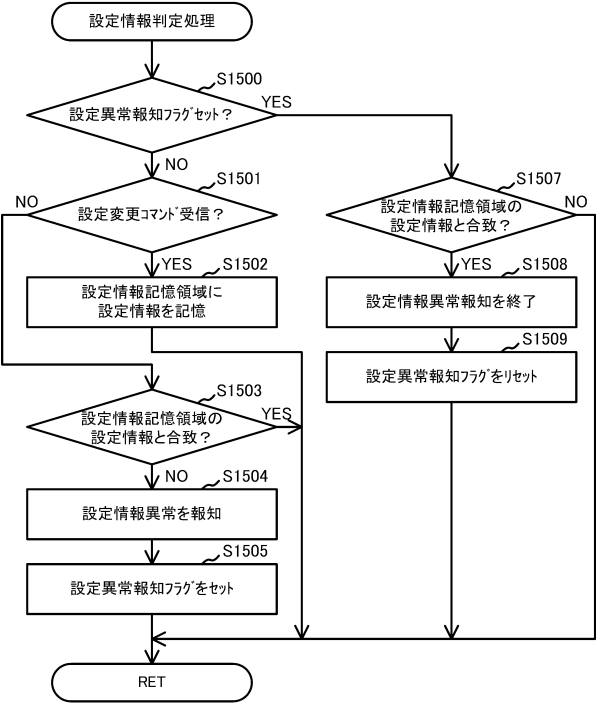 設定情報判定処理
S1500
設定異常報知ﾌﾗｸﾞｾｯﾄ？
YES
NO
S1501
設定変更ｺﾏﾝﾄﾞ受信？
NO
YES
S1502
設定情報記憶領域に
設定情報を記憶
S1503
設定情報記憶領域の
設定情報と合致？
YES
NO
S1504
設定情報異常を報知
S1505
設定異常報知ﾌﾗｸﾞをｾｯﾄ
S1507
設定情報記憶領域の
設定情報と合致？
NO
YES
S1508
設定情報異常報知を終了
S1509
設定異常報知ﾌﾗｸﾞをﾘｾｯﾄ
RET